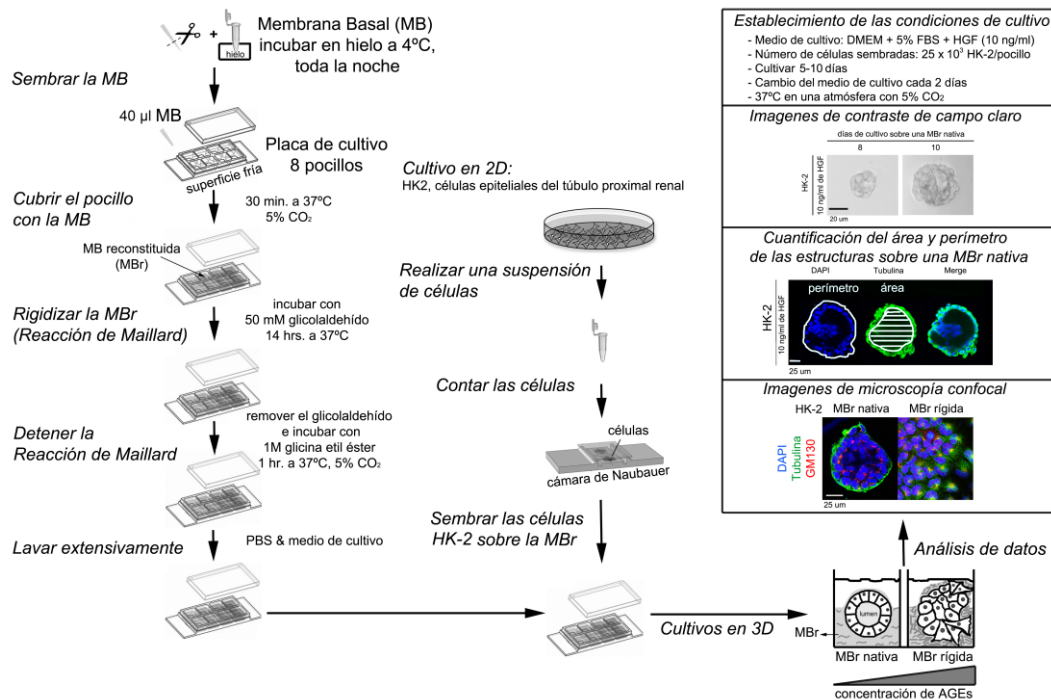 Membrana Basal (MB)
incubar en hielo a 4ºC,
toda la noche
+
hielo
Sembrar la MB
40 µl MB
Placa de cultivo
8 pocillos
superficie fría
Cubrir el pocillo
con la MB
30 min. a 37ºC
5% CO₂
MB reconstituida
(MBr)
Rigidizar la MBr
(Reacción de Maillard)
incubar con
50 mM glicolaldehído
14 hrs. a 37ºC
Detener la
Reacción de Maillard
remover el glicolaldehído
e incubar con
1M glicina etil éster
1 hr. a 37ºC, 5% CO₂
Lavar extensivamente
PBS & medio de cultivo
Cultivo en 2D:
HK2, células epiteliales del túbulo proximal renal
Realizar una suspensión
de células
Contar las células
células
cámara de Naubauer
Sembrar las células
HK-2 sobre la MBr
Cultivos en 3D
Análisis de datos
lumen
MBr
MBr nativa
MBr rígida
concentración de AGEs
Establecimiento de las condiciones de cultivo
- Medio de cultivo: DMEM + 5% FBS + HGF (10 ng/ml)
- Número de células sembradas: 25 x 10³ HK-2/pocillo
- Cultivar 5-10 días
- Cambio del medio de cultivo cada 2 días
- 37ºC en una atmósfera con 5% CO₂
Imagenes de contraste de campo claro
días de cultivo sobre una MBr nativa
8 10
HK-2
10 ng/ml de HGF
20 um
Cuantificación del área y perímetro
de las estructuras sobre una MBr nativa
DAPI Tubulina Merge
perímetro área
HK-2
10 ng/ml de HGF
25 um
Imagenes de microscopía confocal
HK-2 MBr nativa MBr rígida
DAPI
Tubulina
GM130
25 um